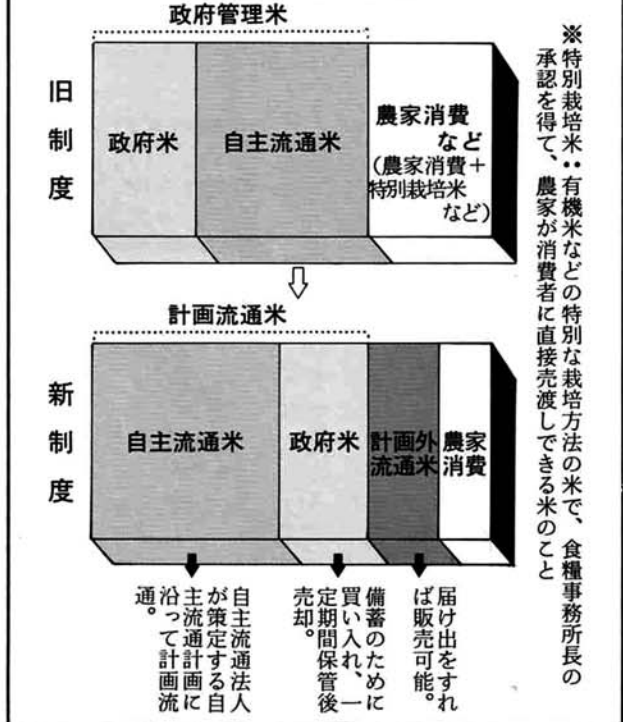 政府管理米
旧制度
政府米
自主流通米
農家消費
など
（農家消費＋
特別栽培米
など）
※特別栽培米：有機米などの特別な栽培方法の米で、食糧事務所長の
承認を得て、農家が消費者に直接売渡しできる米のこと
計画流通米
新制度
自主流通米
政府米
計画外
流通米
農家
消費
届け出をすれ
ば販売可能。
備蓄のために
買い入れ、一
定期間保管後
売却。
自主流通法人
が策定する自
主流通計画に
沿って計画流
通。